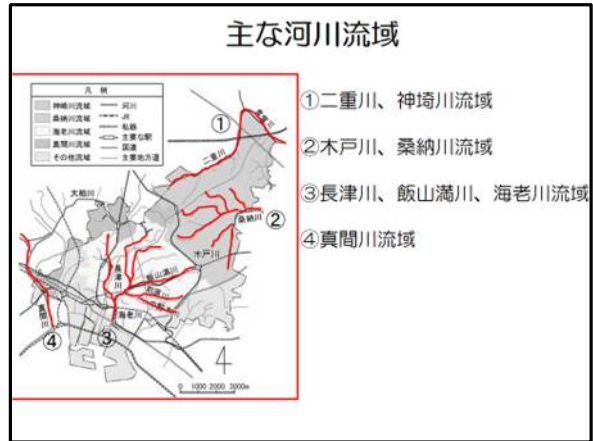 主な河川流域
凡 例
神崎川流域 河川
桑納川流域 JR
海老川流域 私鉄
真間川流域 主要な駅
その他流域 国道
主要地方道
①
二重川
大柏川
桑納川
②
木戸川
長津川
飯山満川
海老川
真間川
④
③
0 1000 2000 3000m
①二重川、神埼川流域
②木戸川、桑納川流域
③長津川、飯山満川、海老川流域
④真間川流域